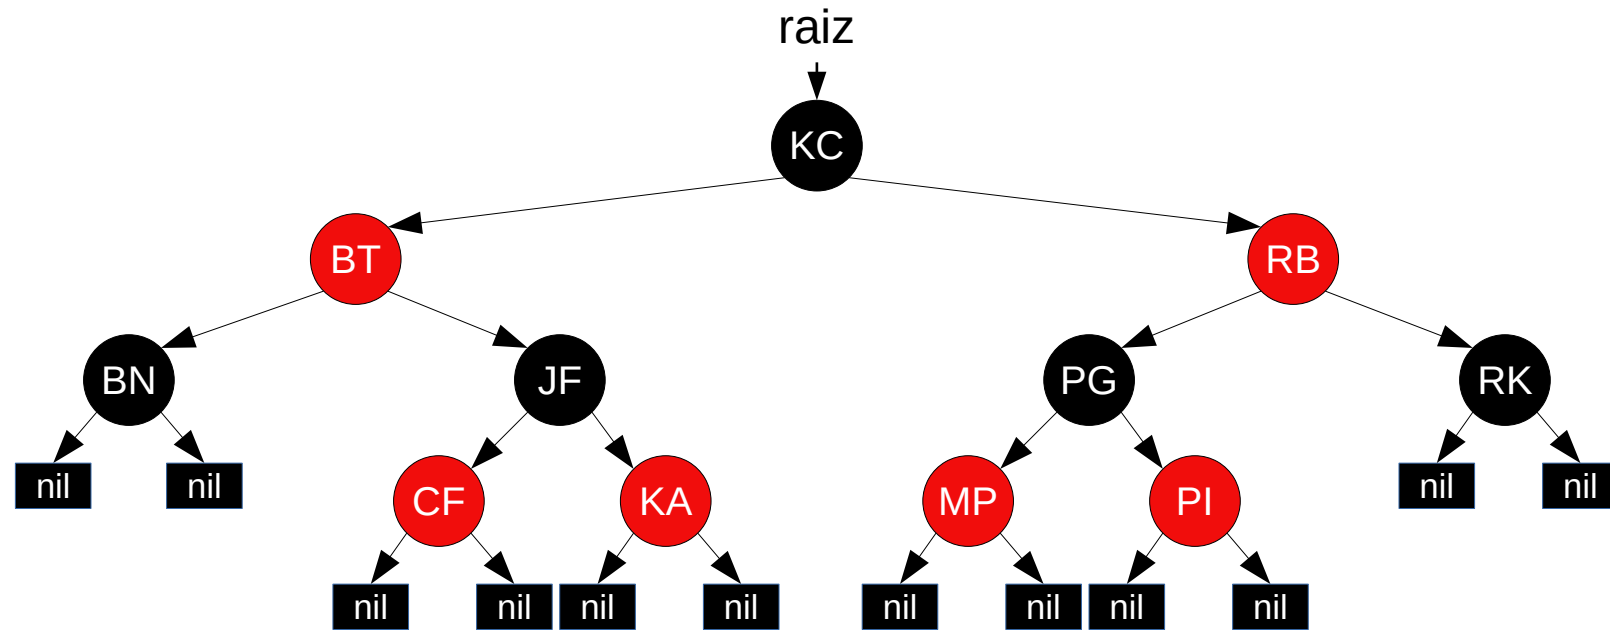 raiz
KC
BT
RB
BN
JF
PG
RK
nil
nil
CF
KA
MP
PI
nil
nil
nil
nil
nil
nil
nil
nil
nil
nil